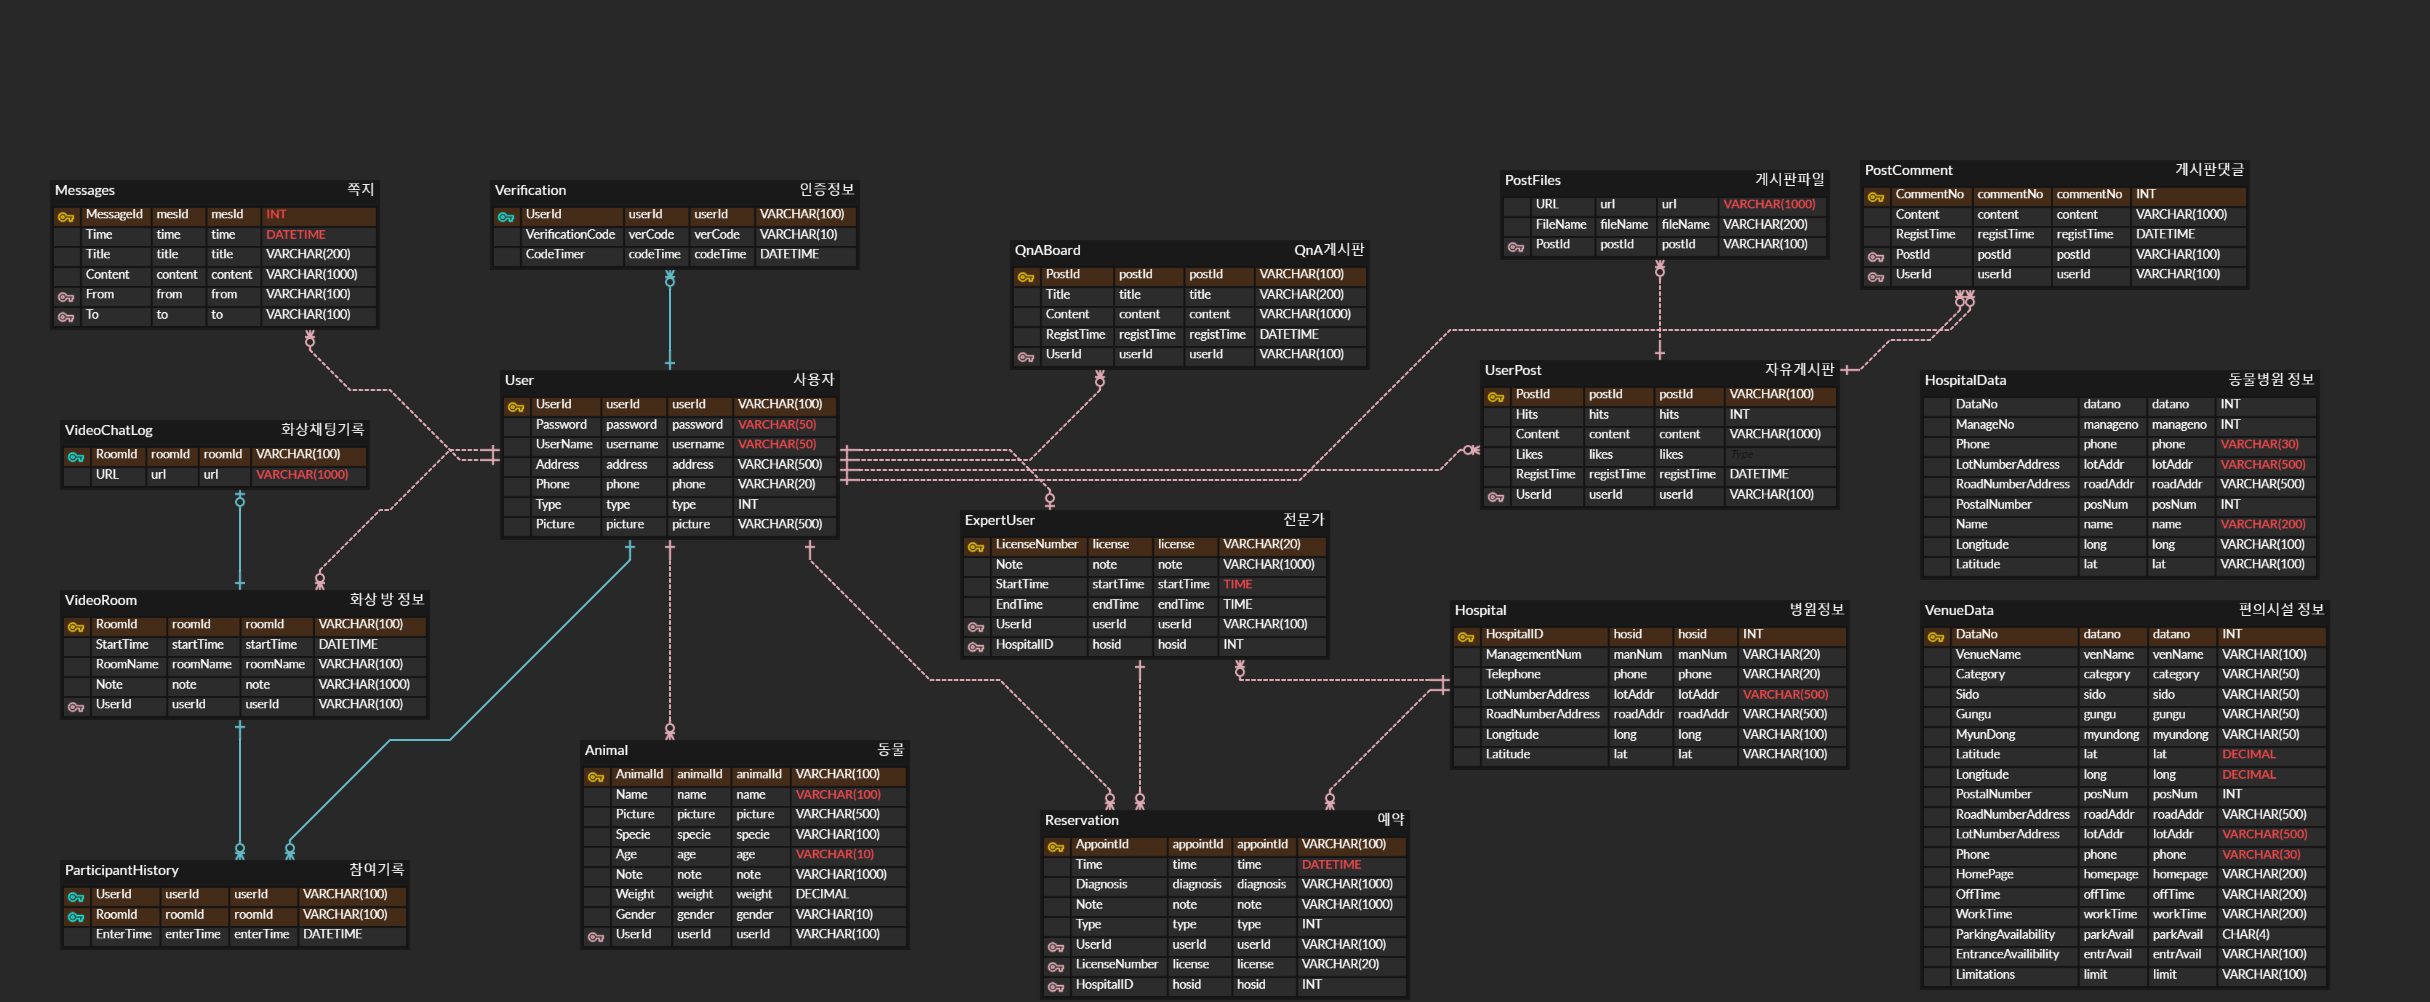 Messages 쪽지
MessageId mesId mesId INT
Time time time DATETIME
Title title title VARCHAR(200)
Content content content VARCHAR(1000)
From from from VARCHAR(100)
To to to VARCHAR(100)
Verification 인증정보
UserId userId userId VARCHAR(100)
VerificationCode verCode verCode VARCHAR(10)
CodeTimer codeTime codeTime DATETIME
QnABoard QnA게시판
PostId postId postId VARCHAR(100)
Title title title VARCHAR(200)
Content content content VARCHAR(1000)
RegistTime registTime registTime DATETIME
UserId userId userId VARCHAR(100)
PostFiles 게시판파일
URL url url VARCHAR(1000)
FileName fileName fileName VARCHAR(200)
PostId postId postId VARCHAR(100)
PostComment 게시판댓글
CommentNo commentNo commentNo INT
Content content content VARCHAR(1000)
RegistTime registTime registTime DATETIME
PostId postId postId VARCHAR(100)
UserId userId userId VARCHAR(100)
User 사용자
UserId userId userId VARCHAR(100)
Password password password VARCHAR(50)
UserName username username VARCHAR(50)
Address address address VARCHAR(500)
Phone phone phone VARCHAR(20)
Type type type INT
Picture picture picture VARCHAR(500)
UserPost 자유게시판
PostId postId postId VARCHAR(100)
Hits hits hits INT
Content content content VARCHAR(1000)
Likes likes likes Type
RegistTime registTime registTime DATETIME
UserId userId userId VARCHAR(100)
HospitalData 동물병원 정보
DataNo datano datano INT
ManageNo manageno manageno INT
Phone phone phone VARCHAR(30)
LotNumberAddress lotAddr lotAddr VARCHAR(500)
RoadNumberAddress roadAddr roadAddr VARCHAR(500)
PostalNumber posNum posNum INT
Name name name VARCHAR(200)
Longitude long long VARCHAR(100)
Latitude lat lat VARCHAR(100)
VideoChatLog 화상채팅기록
RoomId roomId roomId VARCHAR(100)
URL url url VARCHAR(1000)
ExpertUser 전문가
LicenseNumber license license VARCHAR(20)
Note note note VARCHAR(1000)
StartTime startTime startTime TIME
EndTime endTime endTime TIME
UserId userId userId VARCHAR(100)
HospitalID hosid hosid INT
VideoRoom 화상 방 정보
RoomId roomId roomId VARCHAR(100)
StartTime startTime startTime DATETIME
RoomName roomName roomName VARCHAR(100)
Note note note VARCHAR(1000)
UserId userId userId VARCHAR(100)
Hospital 병원정보
HospitalID hosid hosid INT
ManagementNum manNum manNum VARCHAR(20)
Telephone phone phone VARCHAR(20)
LotNumberAddress lotAddr lotAddr VARCHAR(500)
RoadNumberAddress roadAddr roadAddr VARCHAR(500)
Longitude long long VARCHAR(100)
Latitude lat lat VARCHAR(100)
VenueData 편의시설 정보
DataNo datano datano INT
VenueName venName venName VARCHAR(100)
Category category category VARCHAR(50)
Sido sido sido VARCHAR(50)
Gungu gungu gungu VARCHAR(50)
MyunDong myundong myundong VARCHAR(50)
Latitude lat lat DECIMAL
Longitude long long DECIMAL
PostalNumber posNum posNum INT
RoadNumberAddress roadAddr roadAddr VARCHAR(500)
LotNumberAddress lotAddr lotAddr VARCHAR(500)
Phone phone phone VARCHAR(30)
HomePage homepage homepage VARCHAR(200)
OffTime offTime offTime VARCHAR(200)
WorkTime workTime workTime VARCHAR(200)
ParkingAvailability parkAvail parkAvail CHAR(4)
EntranceAvailibility entrAvail entrAvail VARCHAR(100)
Limitations limit limit VARCHAR(100)
Animal 동물
AnimalId animalId animalId VARCHAR(100)
Name name name VARCHAR(100)
Picture picture picture VARCHAR(500)
Specie specie specie VARCHAR(100)
Age age age VARCHAR(10)
Note note note VARCHAR(1000)
Weight weight weight DECIMAL
Gender gender gender VARCHAR(10)
UserId userId userId VARCHAR(100)
Reservation 예약
AppointId appointId appointId VARCHAR(100)
Time time time DATETIME
Diagnosis diagnosis diagnosis VARCHAR(1000)
Note note note VARCHAR(1000)
Type type type INT
UserId userId userId VARCHAR(100)
LicenseNumber license license VARCHAR(20)
HospitalID hosid hosid INT
ParticipantHistory 참여기록
UserId userId userId VARCHAR(100)
RoomId roomId roomId VARCHAR(100)
EnterTime enterTime enterTime DATETIME